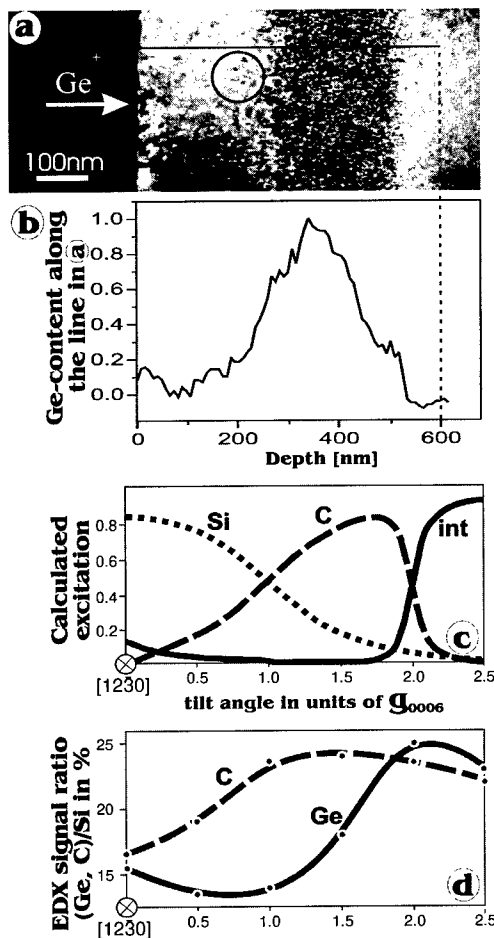 a
Ge
100nm
b
Ge-content along
the line in (a)
1.0
0.8
0.6
0.4
0.2
0.0
0 200 400 600
Depth [nm]
Calculated
excitation
0.8
0.6
0.4
0.2
Si
C
int
c
[1230] 0.5 1.0 1.5 2.0 2.5
tilt angle in units of g0006
EDX signal ratio
(Ge, C)/Si in %
25
20
15
C
Ge
d
[1230] 0.5 1.0 1.5 2.0 2.5